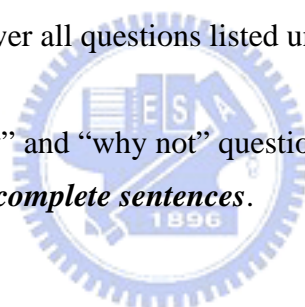 ver all questions listed u
E S A
” and “why not” questio
complete sentences.
1896